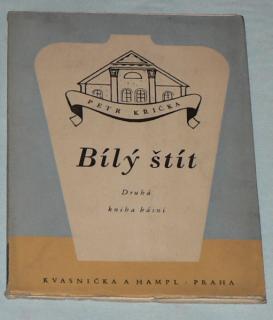 PETR KŘIČKA
Bílý štít
Druhá
kniha básní
KVASNIČKA A HAMPL · PRAHA